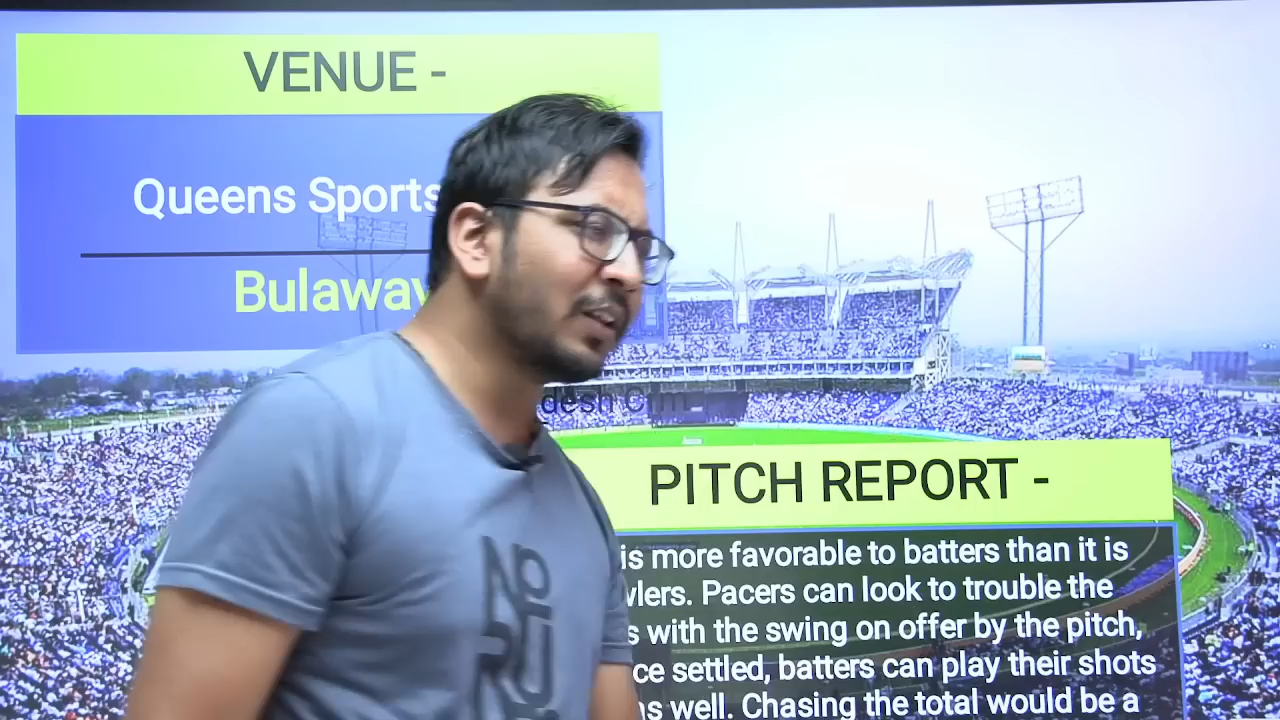 VENUE -
Queens Sports
Bulaway
PITCH REPORT -
is more favorable to batters than it is
wlers. Pacers can look to trouble the
s with the swing on offer by the pitch,
ce settled, batters can play their shots
as well. Chasing the total would be a